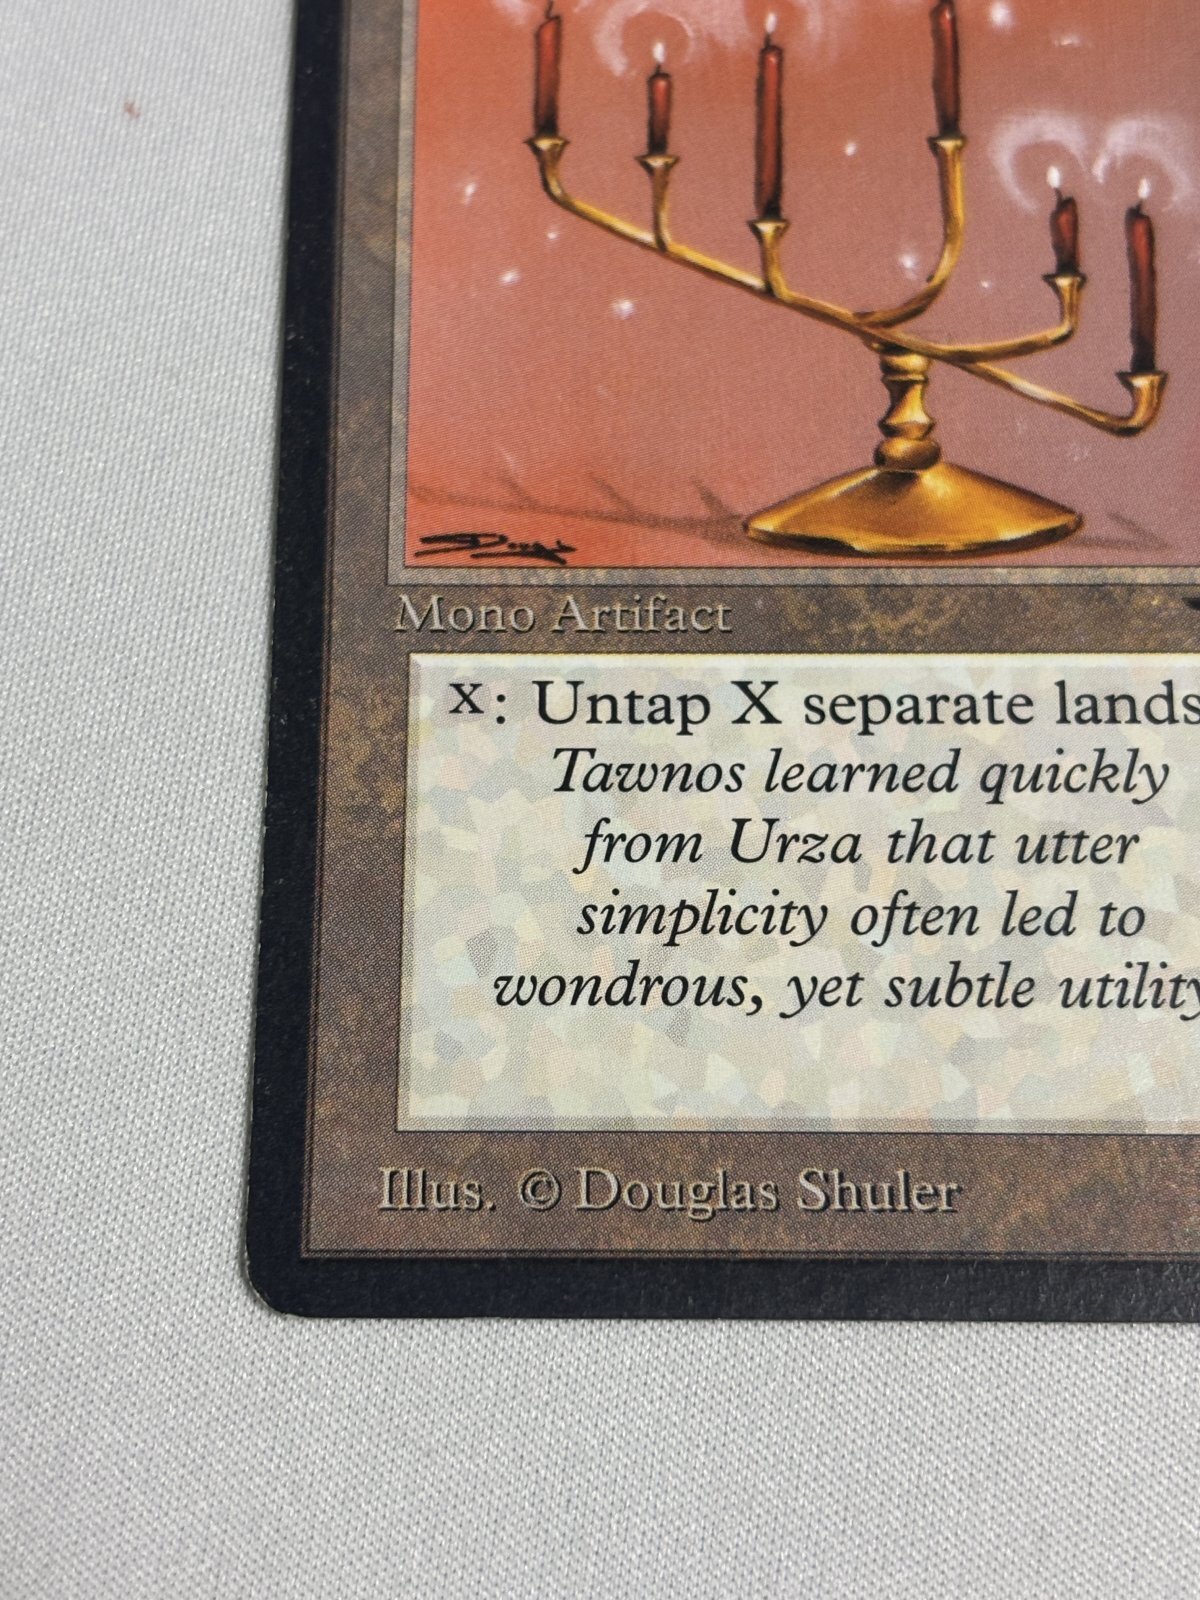 Mono Artifact
X: Untap X separate lands
Tawnos learned quickly
from Urza that utter
simplicity often led to
wondrous, yet subtle utility
Illus. © Douglas Shuler